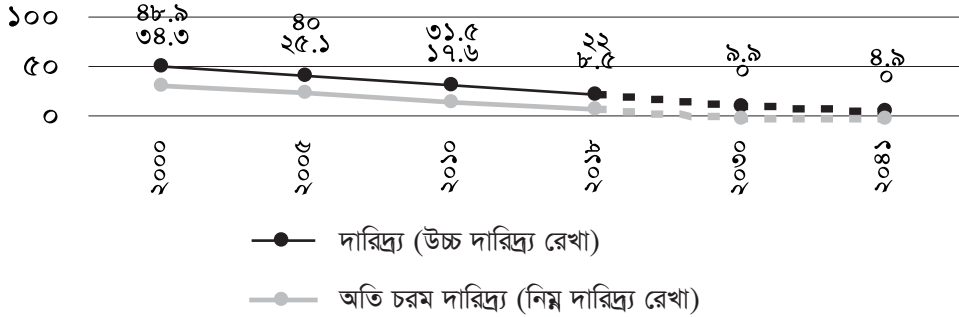 ১০০
৫০
০
৪৮.৯ ৪০ ৩১.৫ ২২ ৯.৯ ৪.৯
৩৪.৩ ২৫.১ ১৭.৬ ৮.৫ ০ ০
২০০০ ২০০৫ ২০১০ ২০১৮ ২০৩০ ২০৪১
দারিদ্র্য (উচ্চ দারিদ্র্য রেখা)
অতি চরম দারিদ্র্য (নিম্ন দারিদ্র্য রেখা)